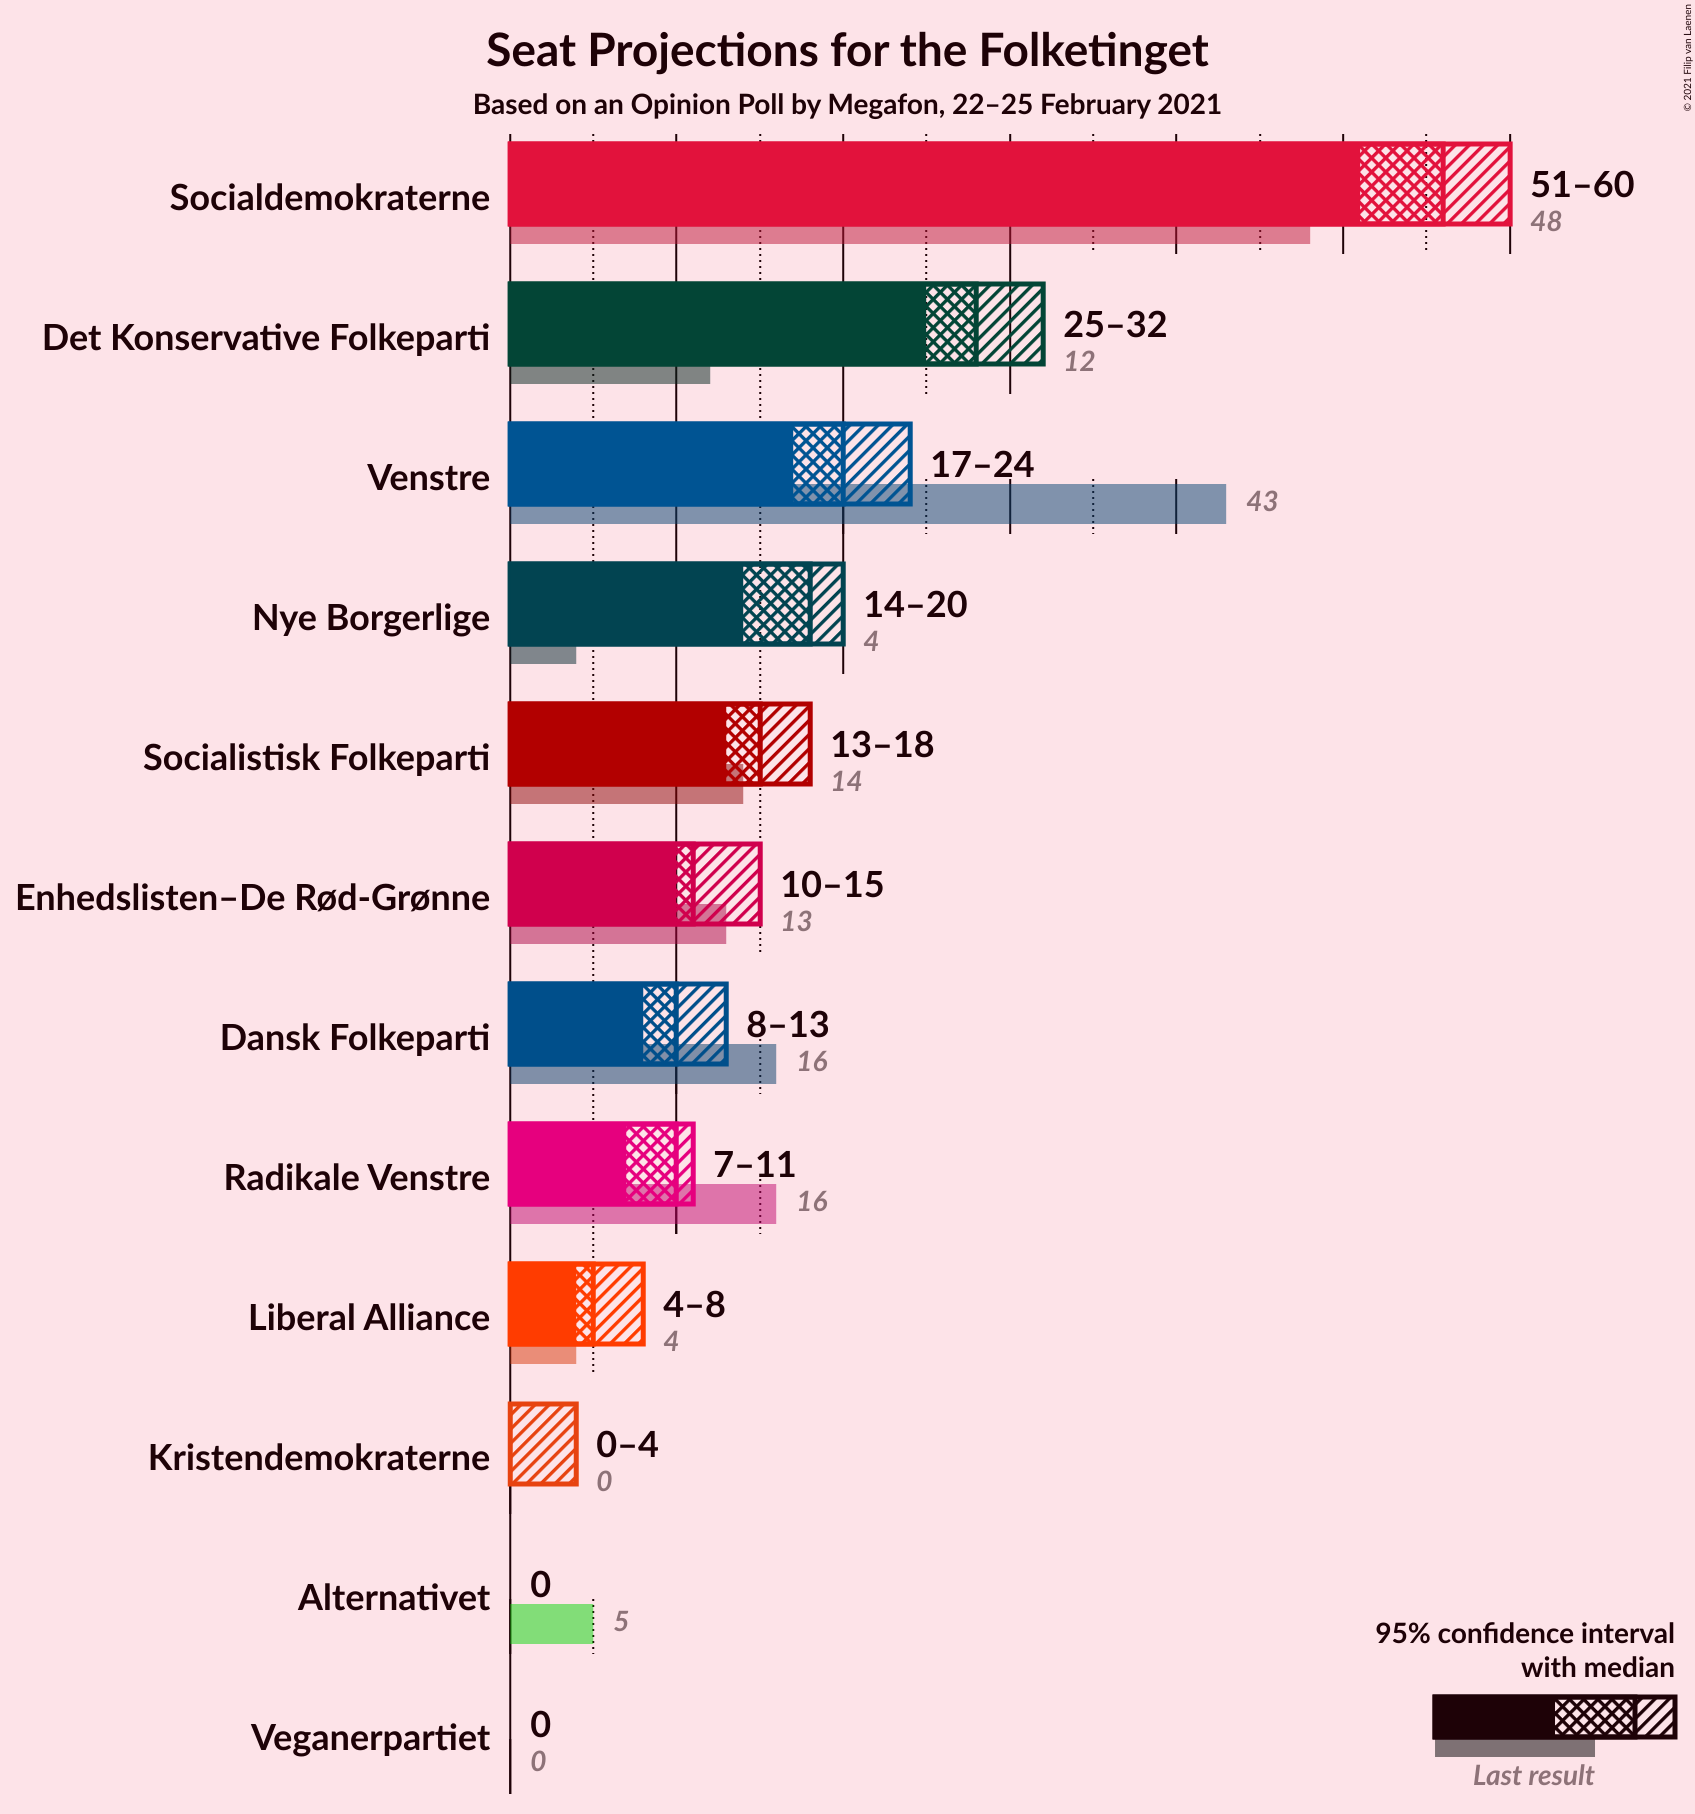 Seat Projections for the Folketinget
Based on an Opinion Poll by Megafon, 22–25 February 2021
© 2021 Filip van Laenen
Socialdemokraterne
51–60
48
Det Konservative Folkeparti
25–32
12
Venstre
17–24
43
Nye Borgerlige
14–20
4
Socialistisk Folkeparti
13–18
14
Enhedslisten–De Rød-Grønne
10–15
13
Dansk Folkeparti
8–13
16
Radikale Venstre
7–11
16
Liberal Alliance
4–8
4
Kristendemokraterne
0–4
0
Alternativet
0
5
Veganerpartiet
0
0
95% confidence interval
with median
Last result